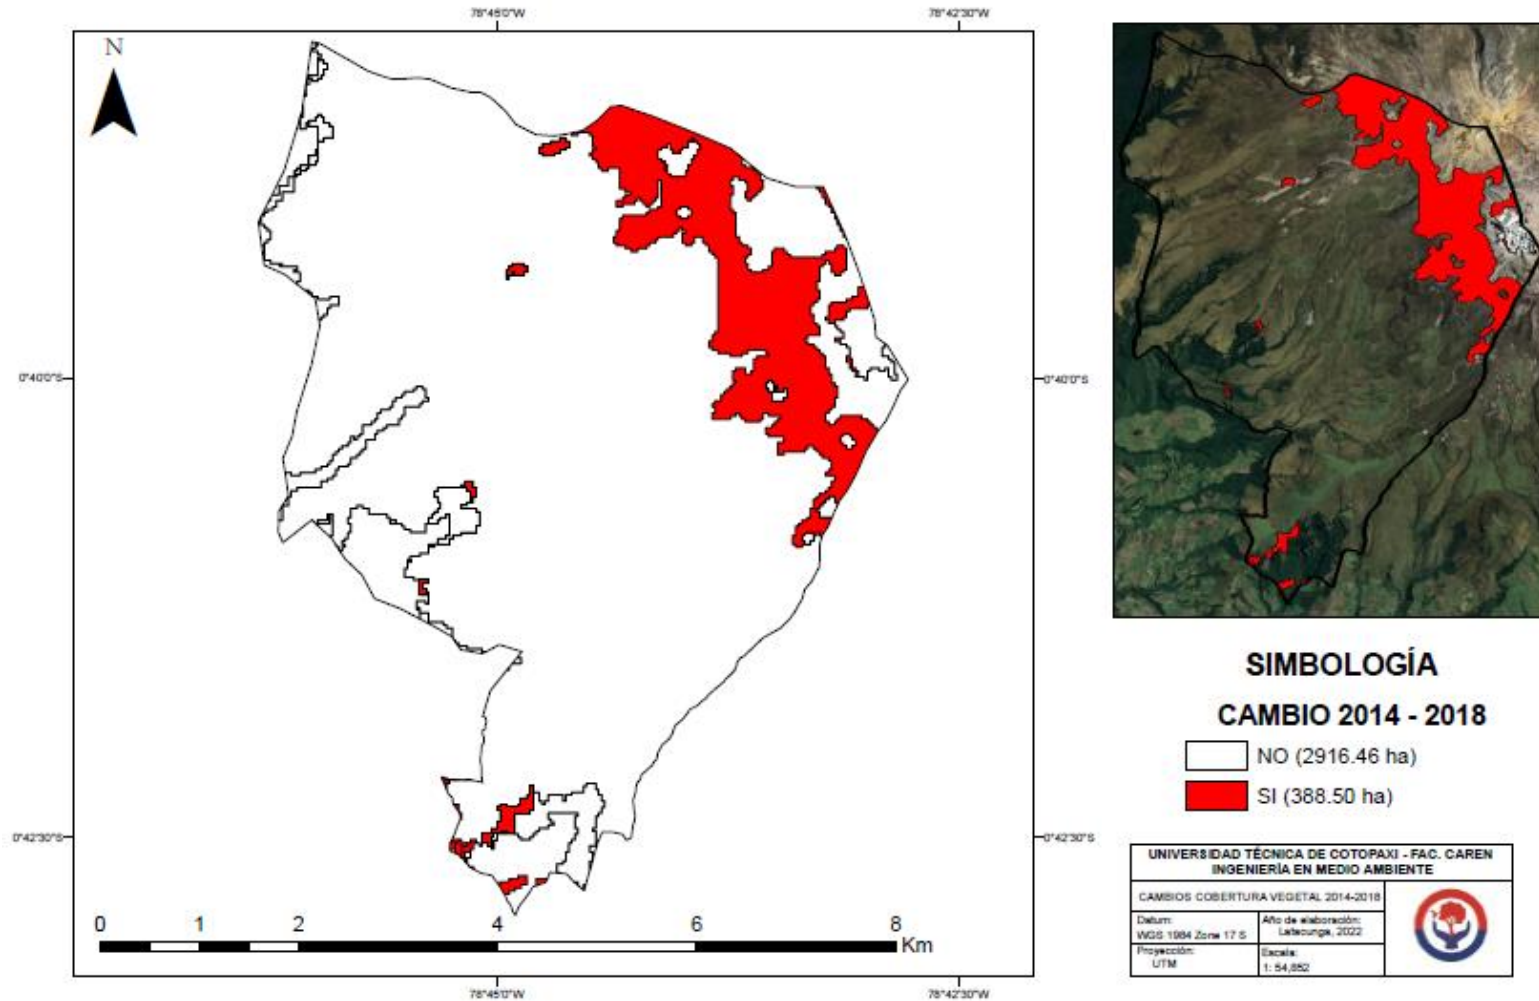 78°45'0"W
78°42'30"W
N
0°40'0"S
0°40'0"S
0°42'30"S
0°42'30"S
0 1 2 4 6 8
Km
78°45'0"W
78°42'30"W
SIMBOLOGÍA
CAMBIO 2014 - 2018
NO (2916.46 ha)
SI (388.50 ha)
UNIVERSIDAD TÉCNICA DE COTOPAXI - FAC. CAREN
INGENIERÍA EN MEDIO AMBIENTE
CAMBIOS COBERTURA VEGETAL 2014-2018
Datum:
WGS 1984 Zone 17 S
Año de elaboración:
Latacunga, 2022
Proyección:
UTM
Escala:
1: 54,852